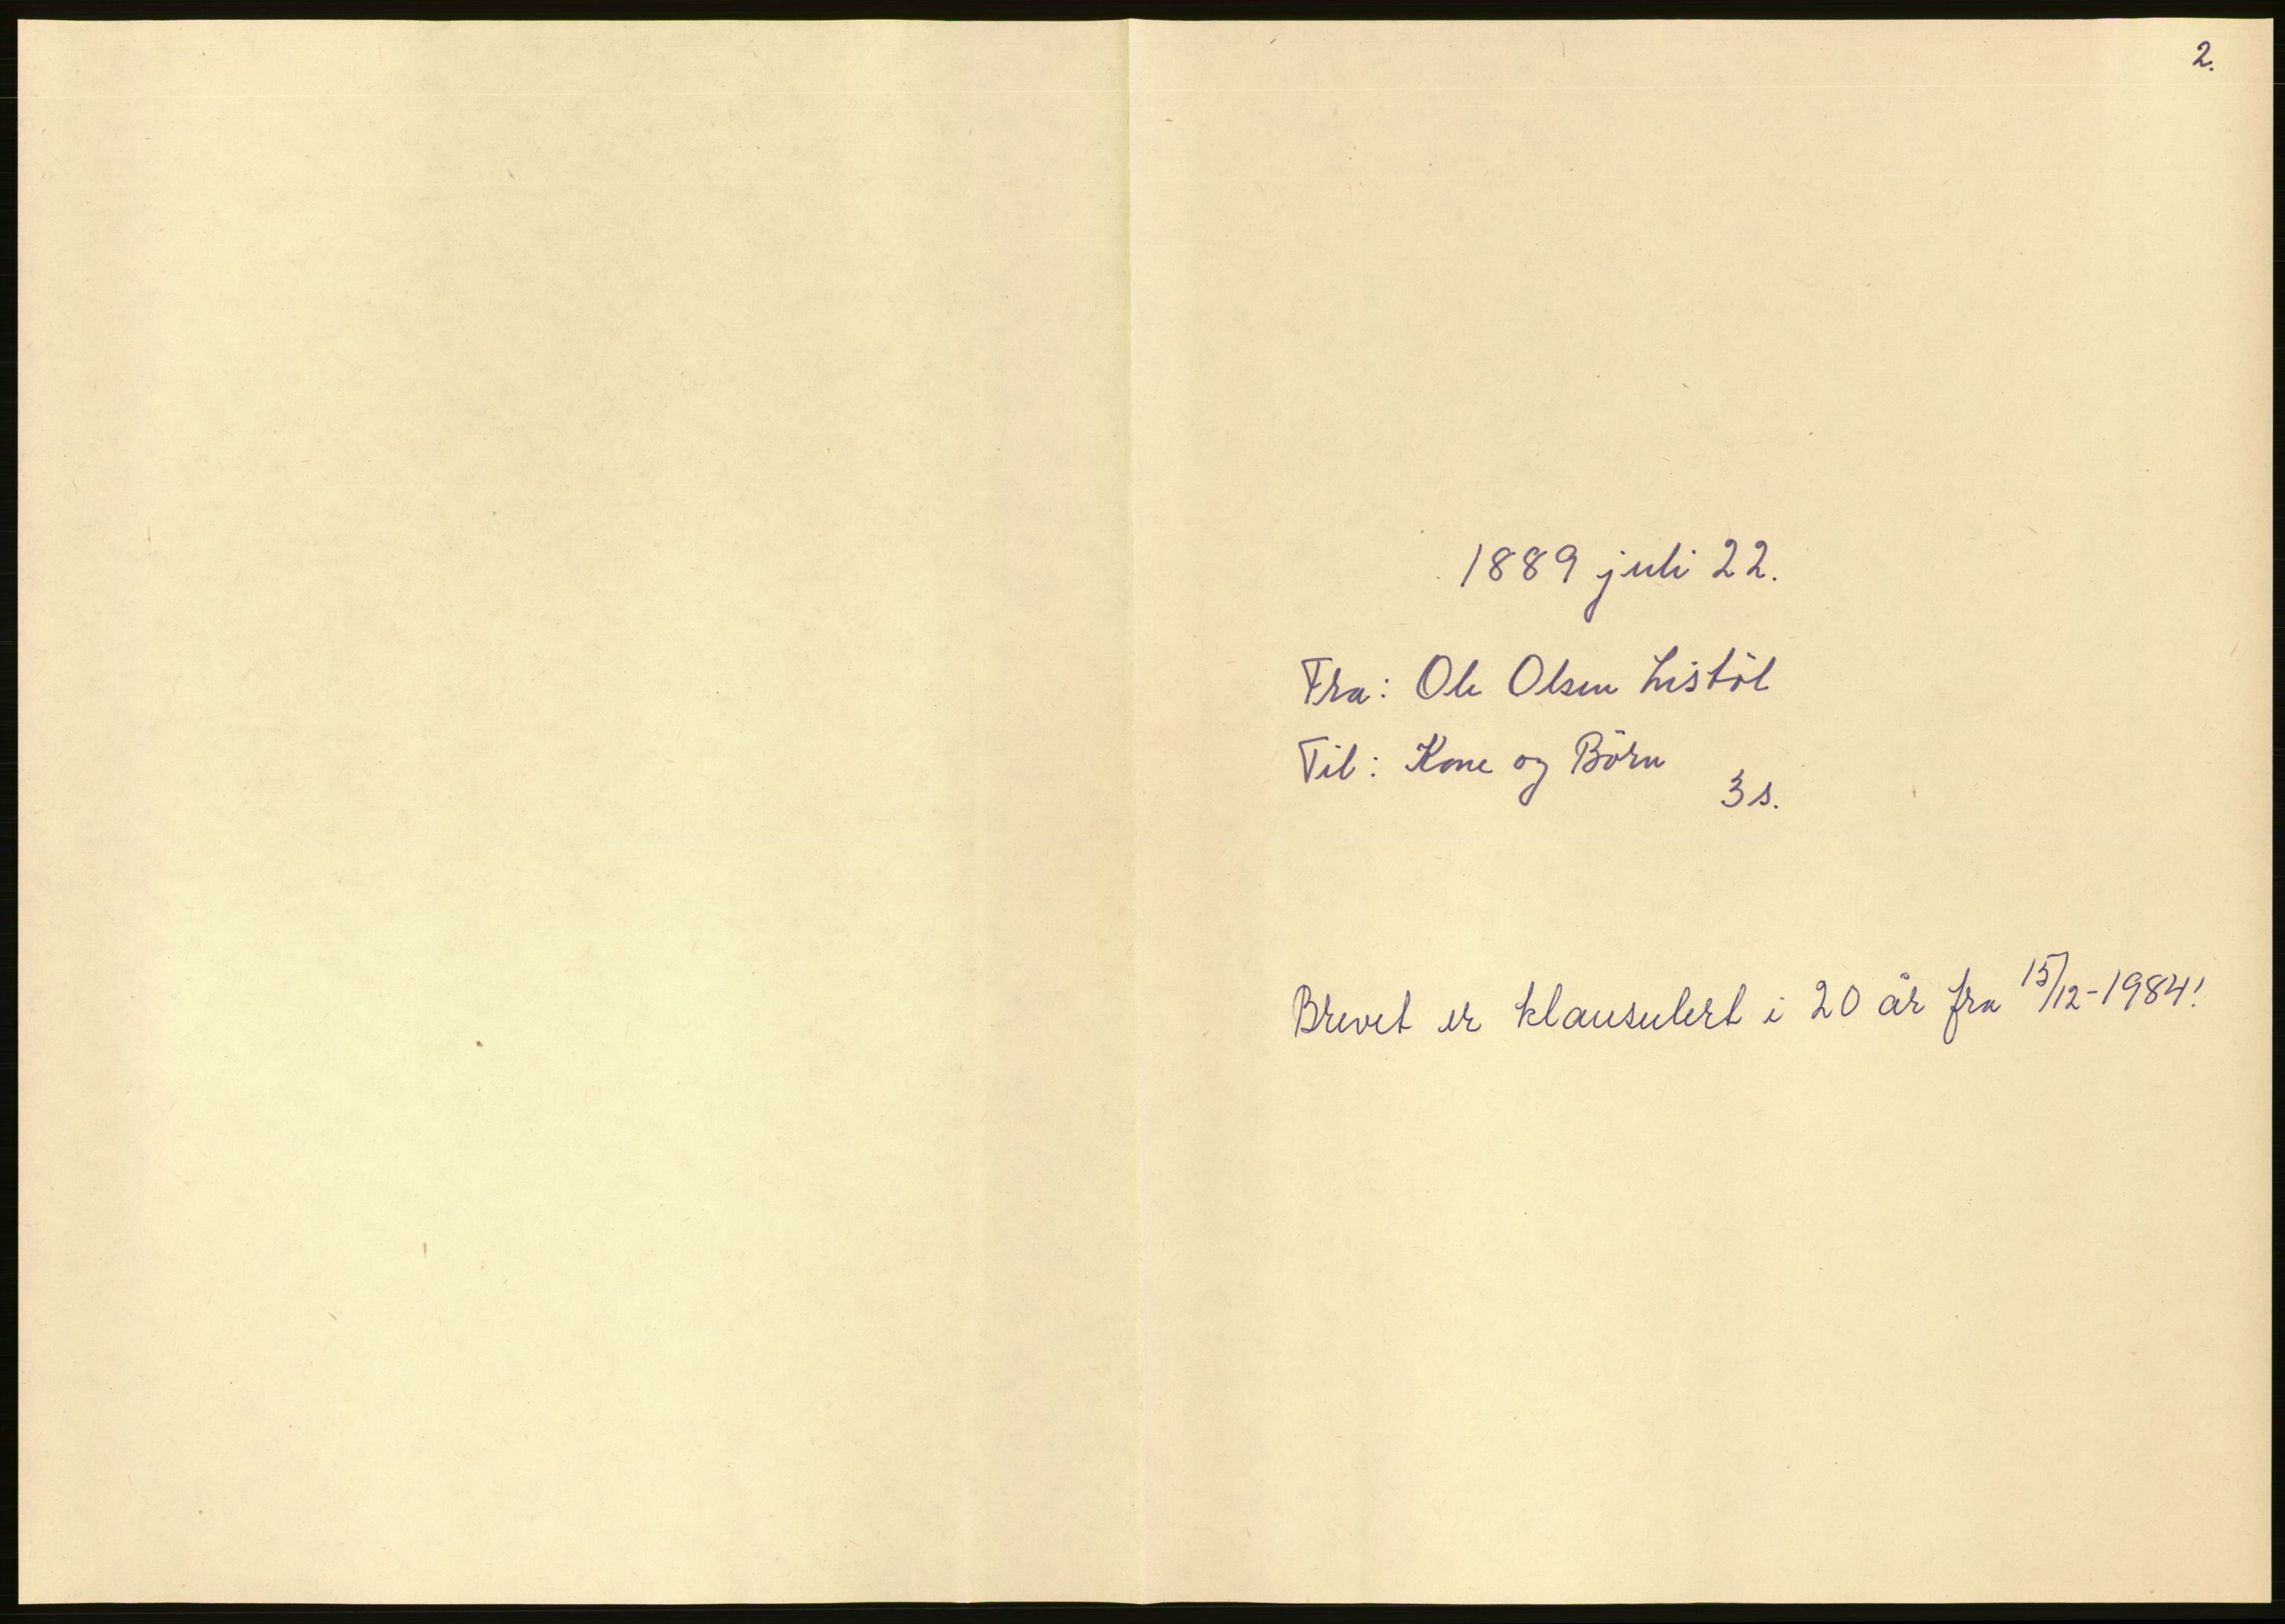 2.
1889 juli 22.
Fra: Ole Olsen Listöl
Til: Kone og Börn
3 s.
Brevet er klausulert i 20 år fra 15/12-1984!